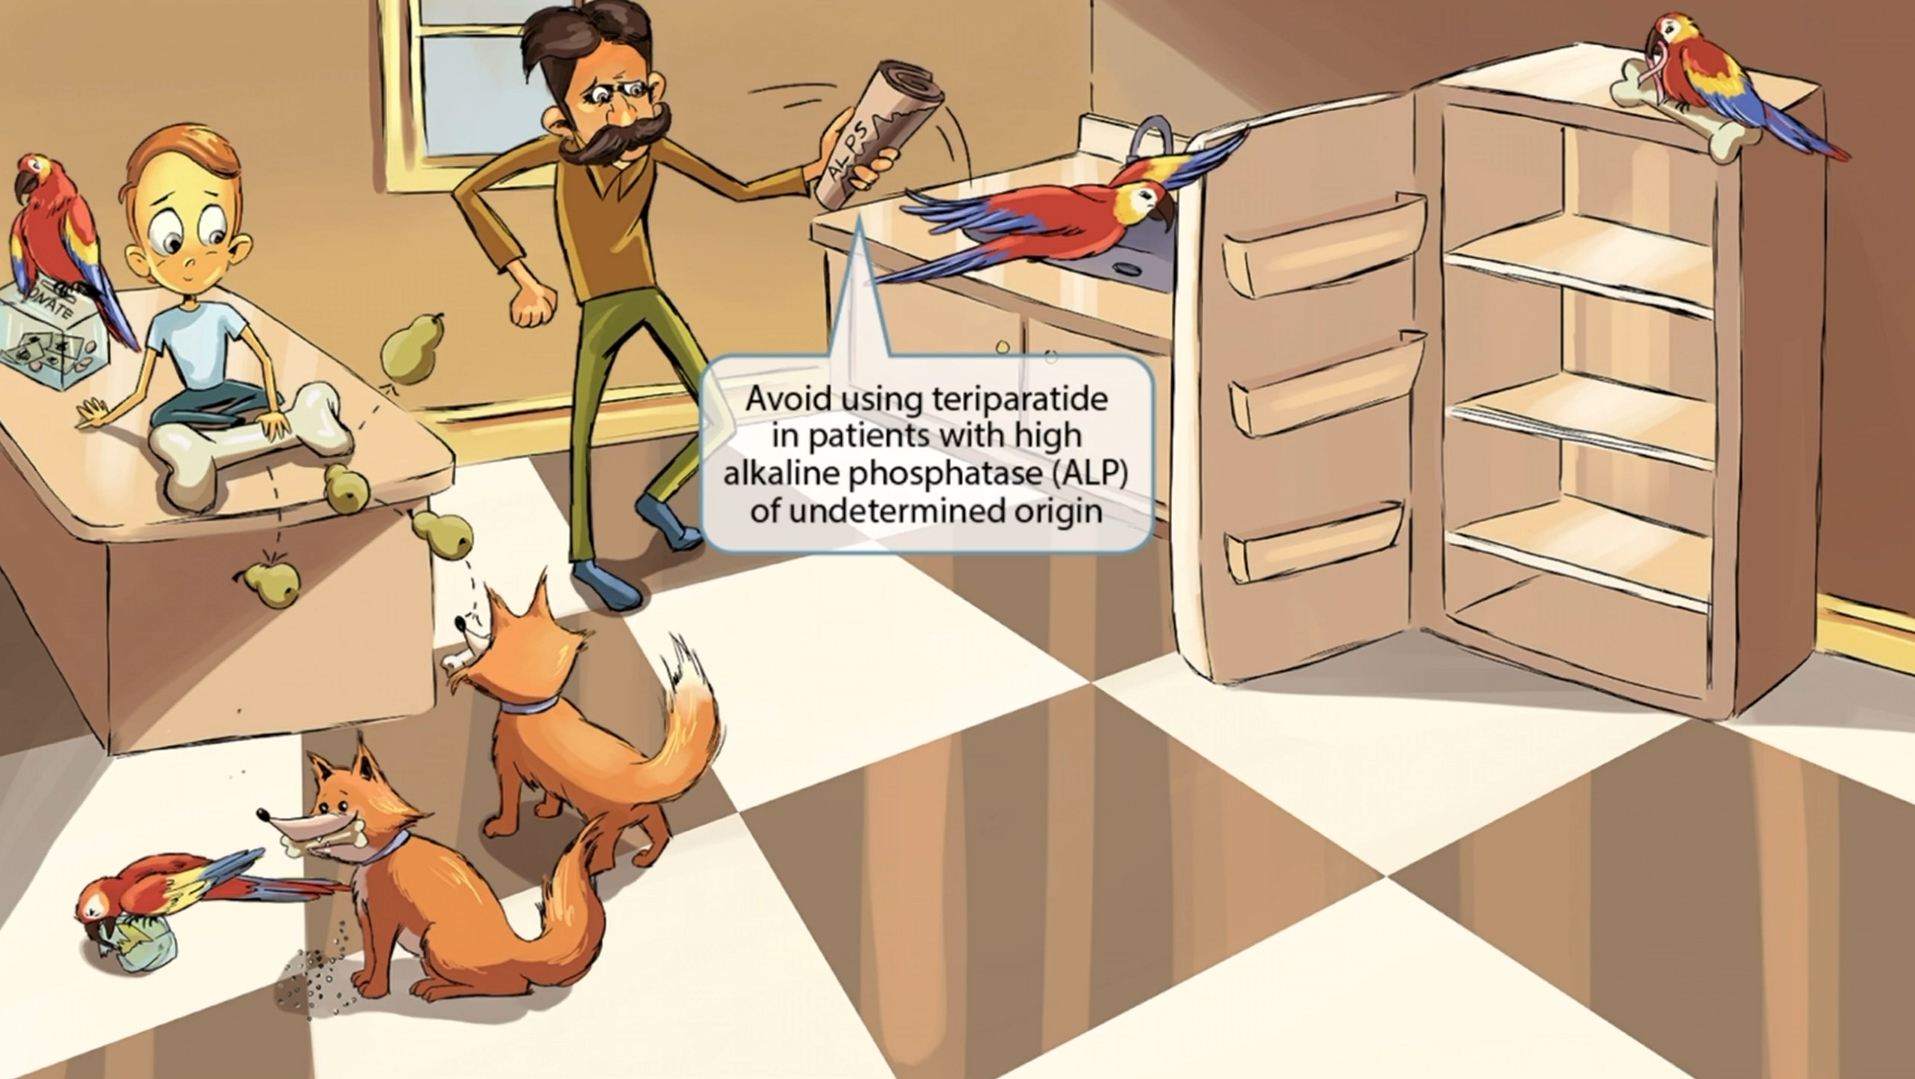 ALPS
DONATE
Avoid using teriparatide
in patients with high
alkaline phosphatase (ALP)
of undetermined origin